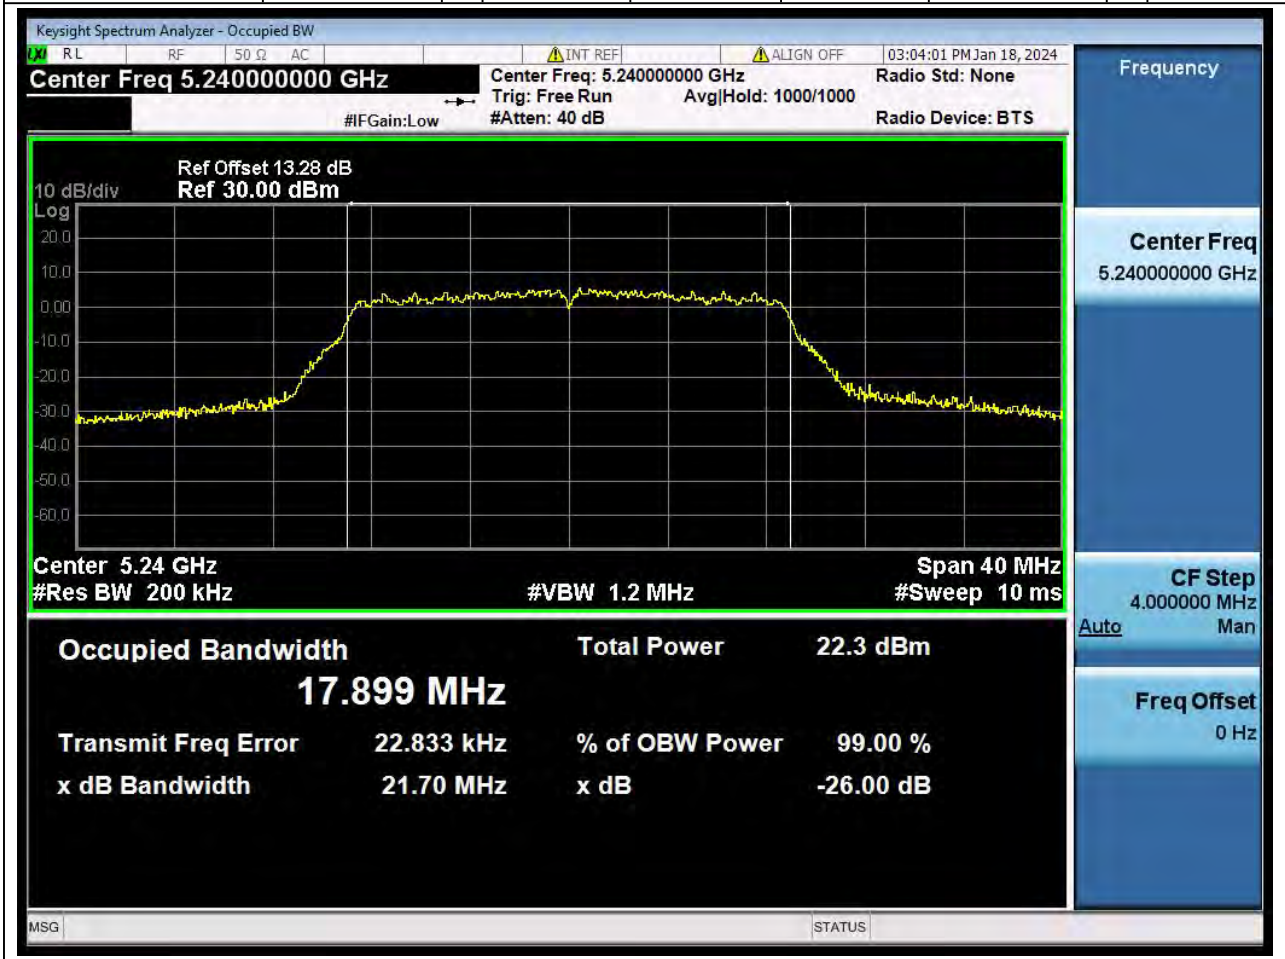 Keysight Spectrum Analyzer - Occupied BW
LXI RL RF 50 Ω AC INT REF ALIGN OFF 03:04:01 PM Jan 18, 2024
Center Freq 5.240000000 GHz
Center Freq: 5.240000000 GHz
Radio Std: None
Trig: Free Run Avg|Hold: 1000/1000
#IFGain:Low
#Atten: 40 dB
Radio Device: BTS
Ref Offset 13.28 dB
10 dB/div Ref 30.00 dBm
Log
20.0
10.0
0.00
-10.0
-20.0
-30.0
-40.0
-50.0
-60.0
Center 5.24 GHz Span 40 MHz
#Res BW 200 kHz #VBW 1.2 MHz #Sweep 10 ms
Occupied Bandwidth Total Power 22.3 dBm
17.899 MHz
Transmit Freq Error 22.833 kHz % of OBW Power 99.00 %
x dB Bandwidth 21.70 MHz x dB -26.00 dB
MSG STATUS
Frequency
Center Freq
5.240000000 GHz
CF Step
4.000000 MHz
Auto Man
Freq Offset
0 Hz